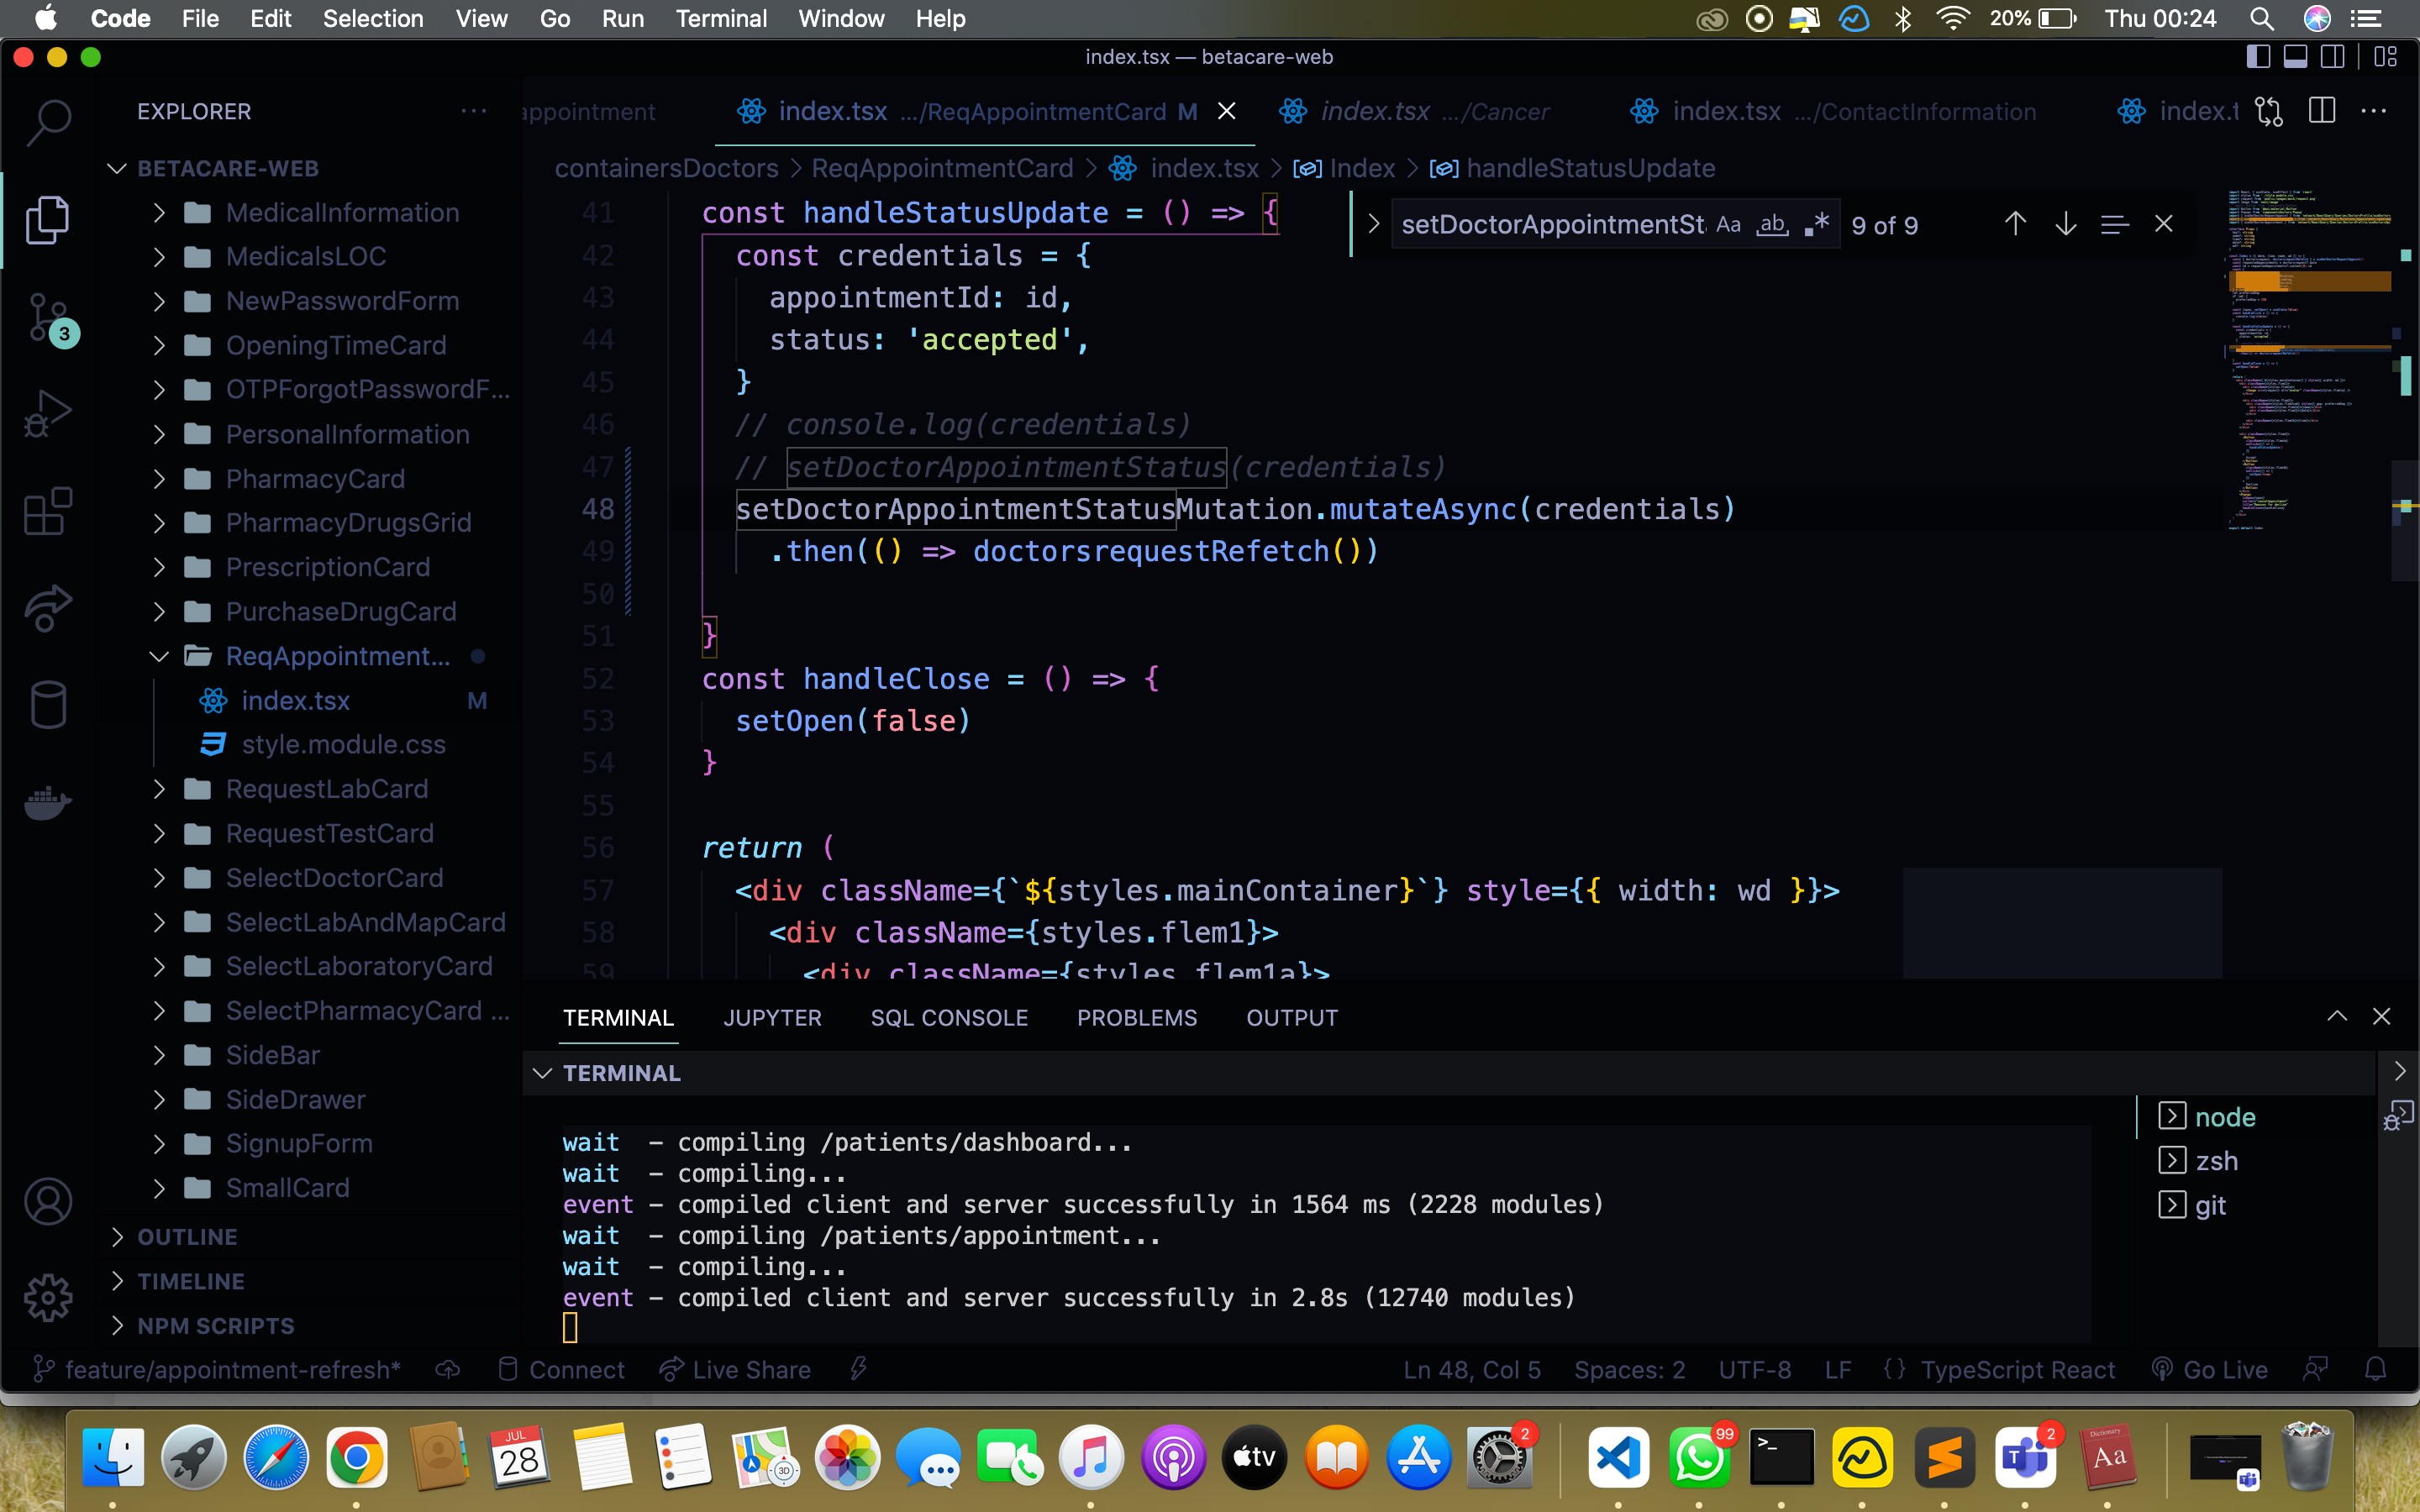 Code File Edit Selection View Go Run Terminal Window Help 20% Thu 00:24
index.tsx — betacare-web
EXPLORER
appointment index.tsx .../ReqAppointmentCard M index.tsx .../Cancer index.tsx .../ContactInformation index.t
BETACARE-WEB
MedicalInformation
MedicalsLOC
NewPasswordForm
OpeningTimeCard
OTPForgotPasswordF...
PersonalInformation
PharmacyCard
PharmacyDrugsGrid
PrescriptionCard
PurchaseDrugCard
ReqAppointment...
index.tsx M
style.module.css
RequestLabCard
RequestTestCard
SelectDoctorCard
SelectLabAndMapCard
SelectLaboratoryCard
SelectPharmacyCard ...
SideBar
SideDrawer
SignupForm
SmallCard
OUTLINE
TIMELINE
NPM SCRIPTS
3
containersDoctors > ReqAppointmentCard > index.tsx > Index > handleStatusUpdate
setDoctorAppointmentSt Aa ab .* 9 of 9
41 const handleStatusUpdate = () => {
42 const credentials = {
43 appointmentId: id,
44 status: 'accepted',
45 }
46 // console.log(credentials)
47 // setDoctorAppointmentStatus(credentials)
48 setDoctorAppointmentStatusMutation.mutateAsync(credentials)
49 .then(() => doctorsrequestRefetch())
50
51 }
52 const handleClose = () => {
53 setOpen(false)
54 }
55
56 return (
57 <div className={`${styles.mainContainer}`} style={{ width: wd }}>
58 <div className={styles.flem1}>
59 <div className={styles.flem1a}>
TERMINAL JUPYTER SQL CONSOLE PROBLEMS OUTPUT
TERMINAL
wait - compiling /patients/dashboard...
wait - compiling...
event - compiled client and server successfully in 1564 ms (2228 modules)
wait - compiling /patients/appointment...
wait - compiling...
event - compiled client and server successfully in 2.8s (12740 modules)
node
zsh
git
feature/appointment-refresh* Connect Live Share Ln 48, Col 5 Spaces: 2 UTF-8 LF {} TypeScript React Go Live
JUL
28
3D
tv
2
99
>_
2
Dictionary
Aa